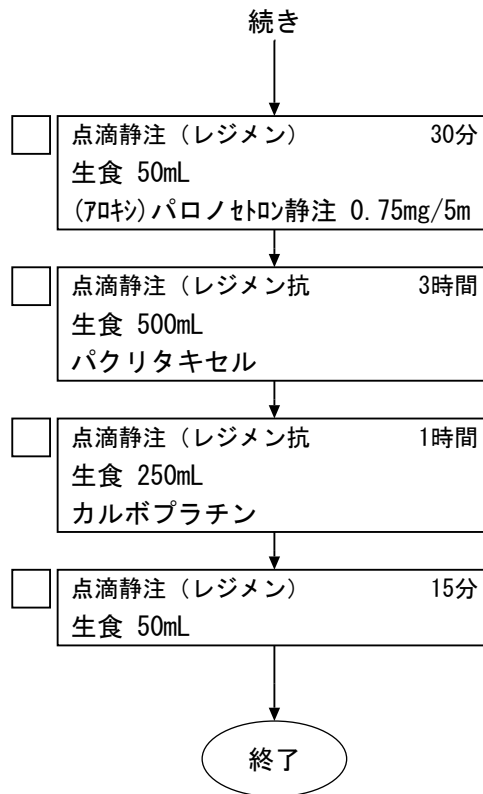 続き
点滴静注（レジメン） 30分
生食 50mL
(ｱﾛｷｼ)パロノｾﾄﾛﾝ静注 0.75mg/5m
点滴静注（レジメン抗 3時間
生食 500mL
パクリタキセル
点滴静注（レジメン抗 1時間
生食 250mL
カルボプラチン
点滴静注（レジメン） 15分
生食 50mL
終了